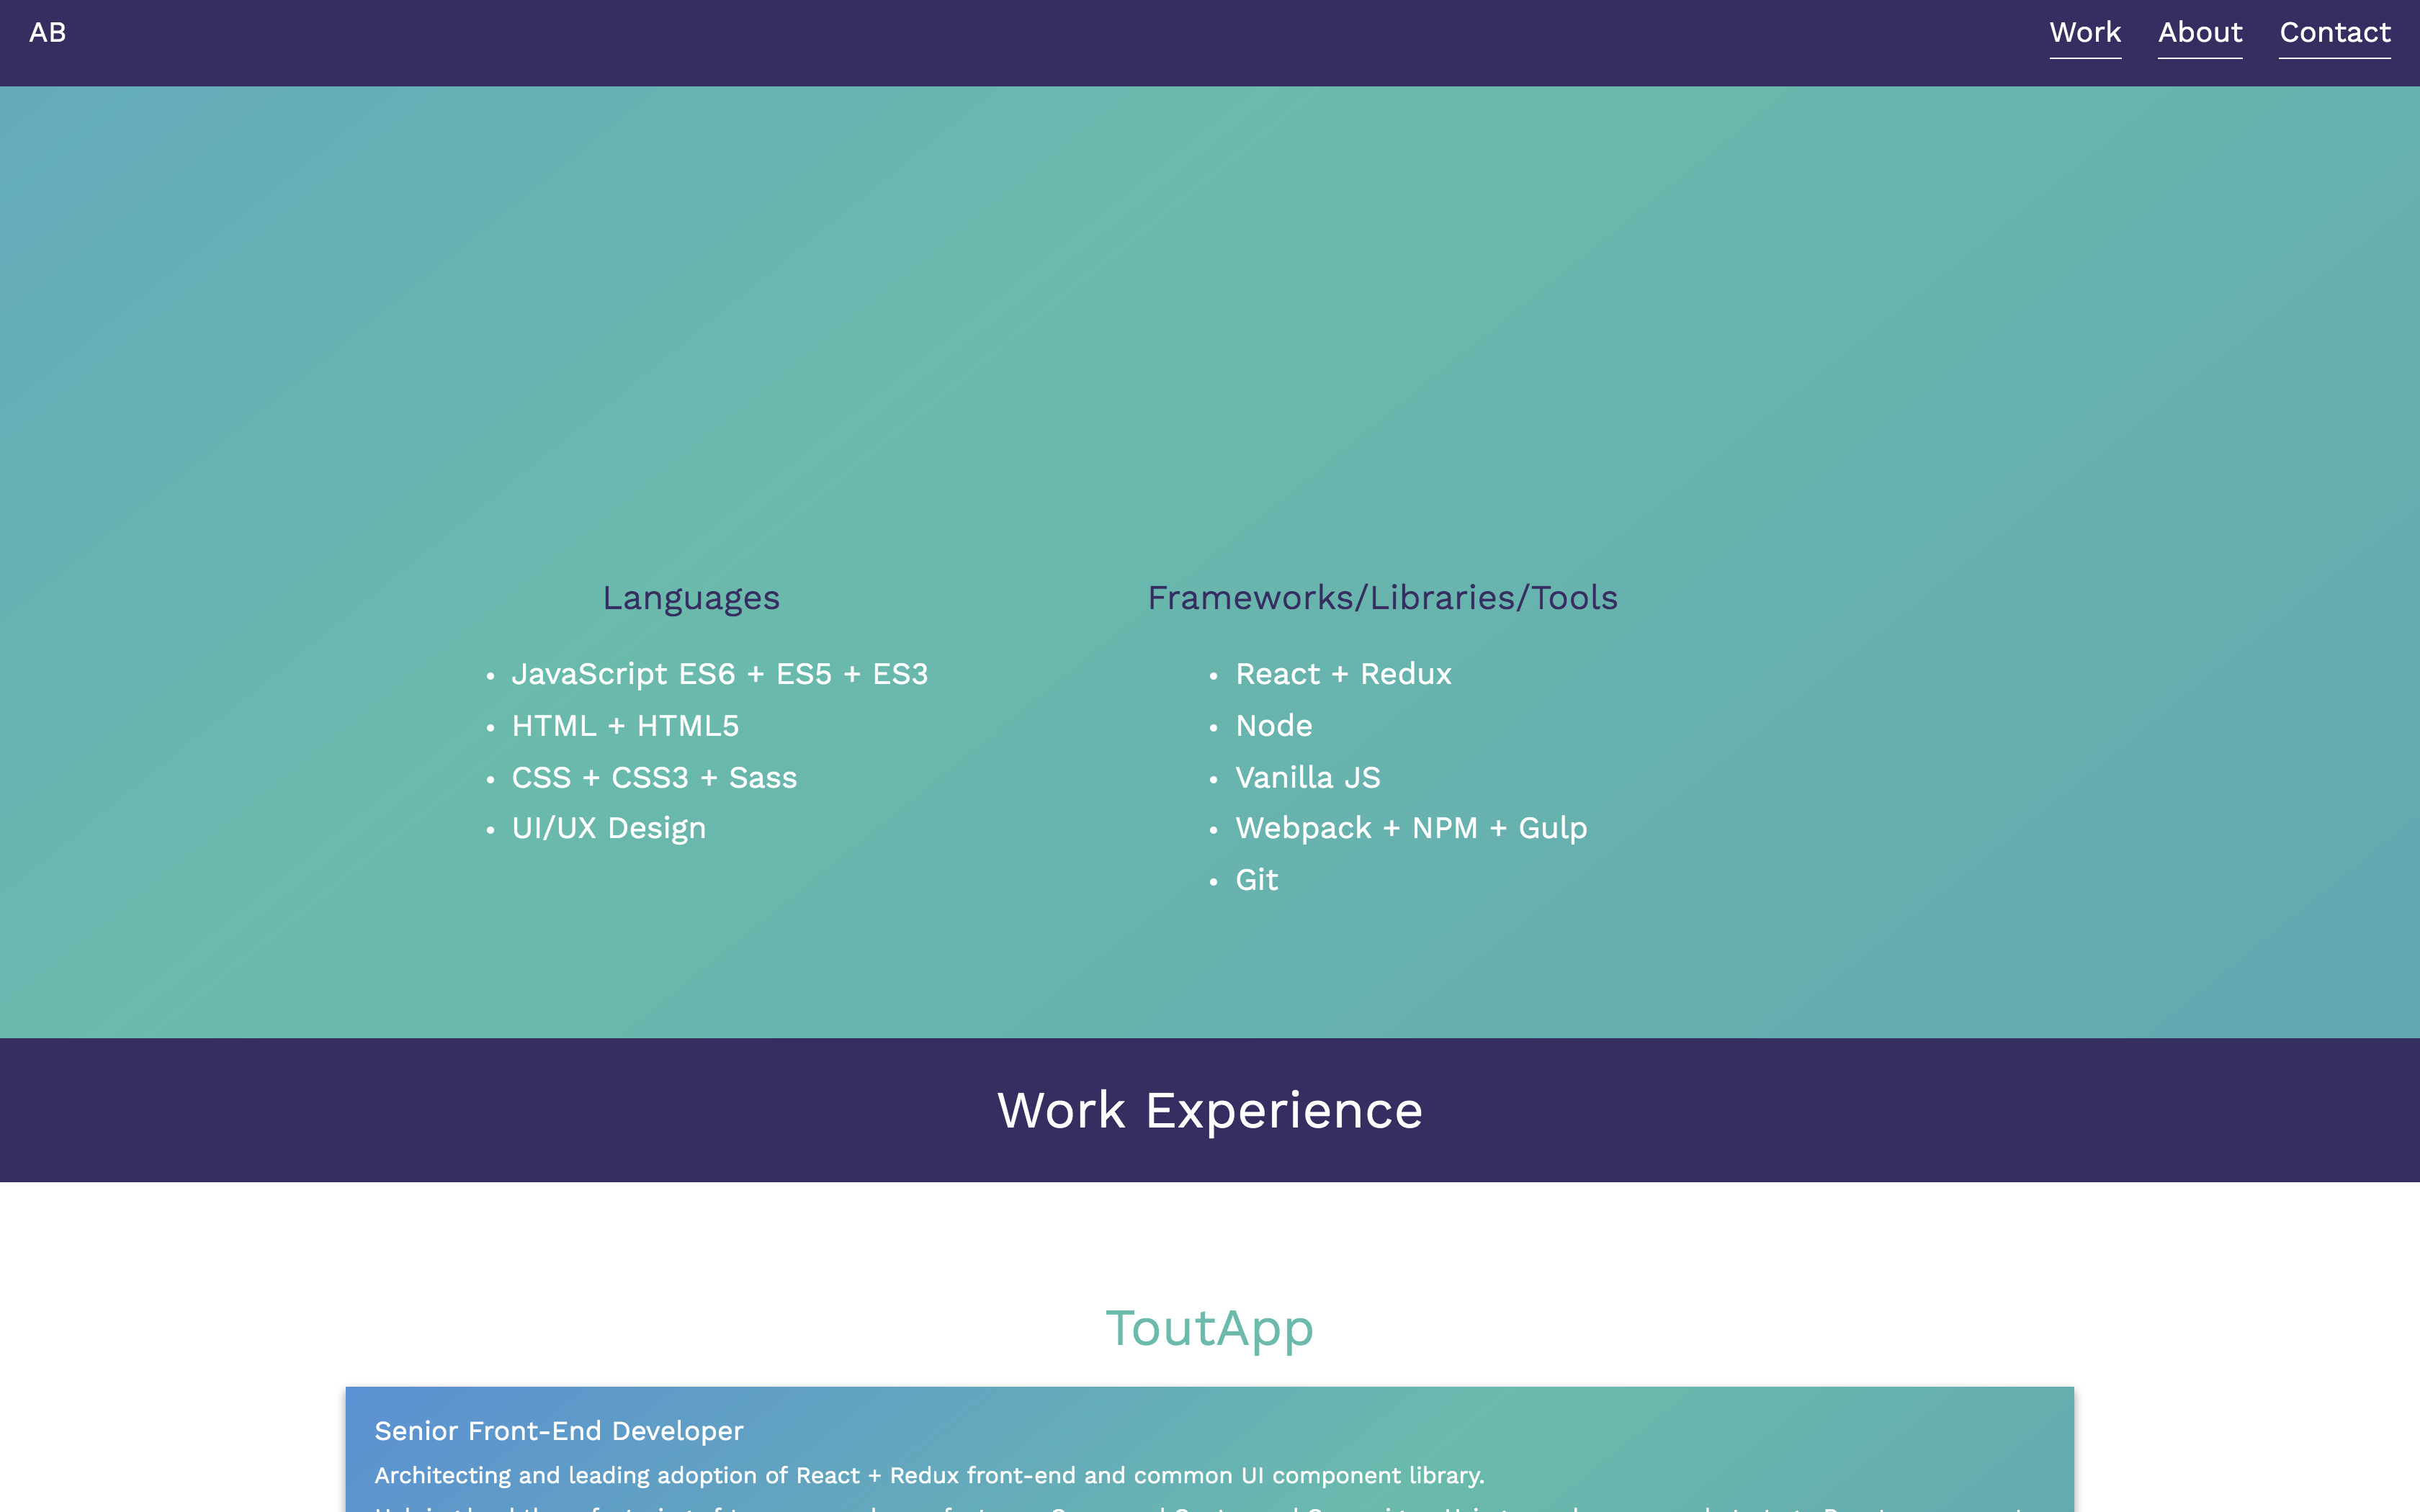 AB
Work About Contact
Languages
JavaScript ES6 + ES5 + ES3
HTML + HTML5
CSS + CSS3 + Sass
UI/UX Design
Frameworks/Libraries/Tools
React + Redux
Node
Vanilla JS
Webpack + NPM + Gulp
Git
Work Experience
ToutApp
Senior Front-End Developer
Architecting and leading adoption of React + Redux front-end and common UI component library.